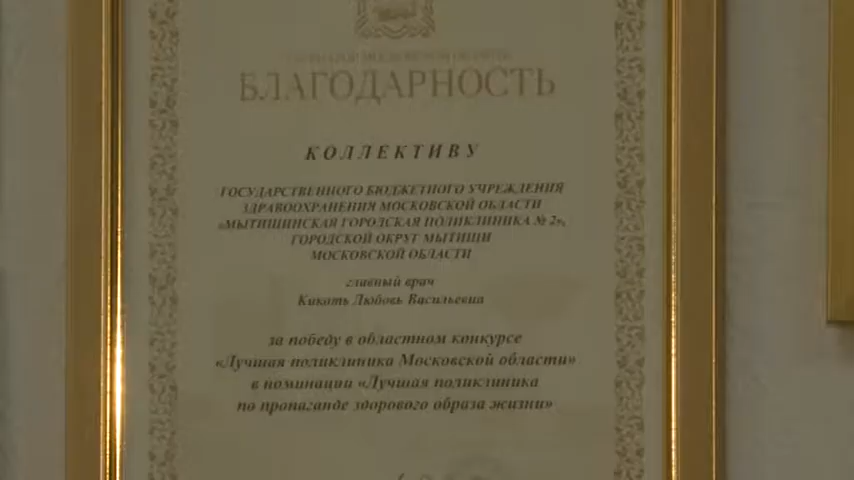 БЛАГОДАРНОСТЬ
КОЛЛЕКТИВУ
ГОСУДАРСТВЕННОГО БЮДЖЕТНОГО УЧРЕЖДЕНИЯ
ЗДРАВООХРАНЕНИЯ МОСКОВСКОЙ ОБЛАСТИ
«МЫТИЩИНСКАЯ ГОРОДСКАЯ ПОЛИКЛИНИКА № 2»,
ГОРОДСКОЙ ОКРУГ МЫТИЩИ
МОСКОВСКОЙ ОБЛАСТИ
главный врач
Кикать Любовь Васильевна
за победу в областном конкурсе
«Лучшая поликлиника Московской области»
в номинации «Лучшая поликлиника
по пропаганде здорового образа жизни»